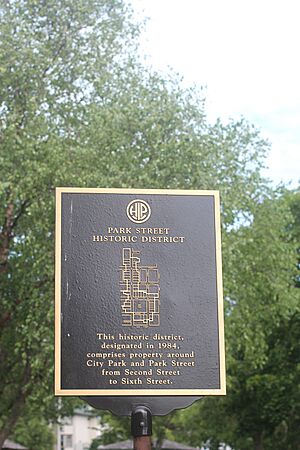 HLP
PARK STREET
HISTORIC DISTRICT
This historic district,
designated in 1984,
comprises property around
City Park and Park Street
from Second Street
to Sixth Street.